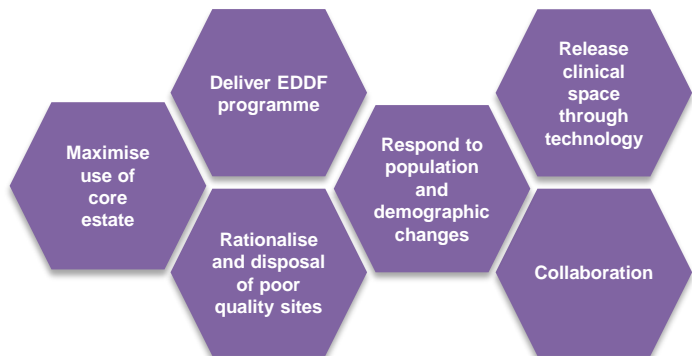 Maximise
use of
core
estate
Deliver EDDF
programme
Rationalise
and disposal
of poor
quality sites
Respond to
population
and
demographic
changes
Release
clinical
space
through
technology
Collaboration